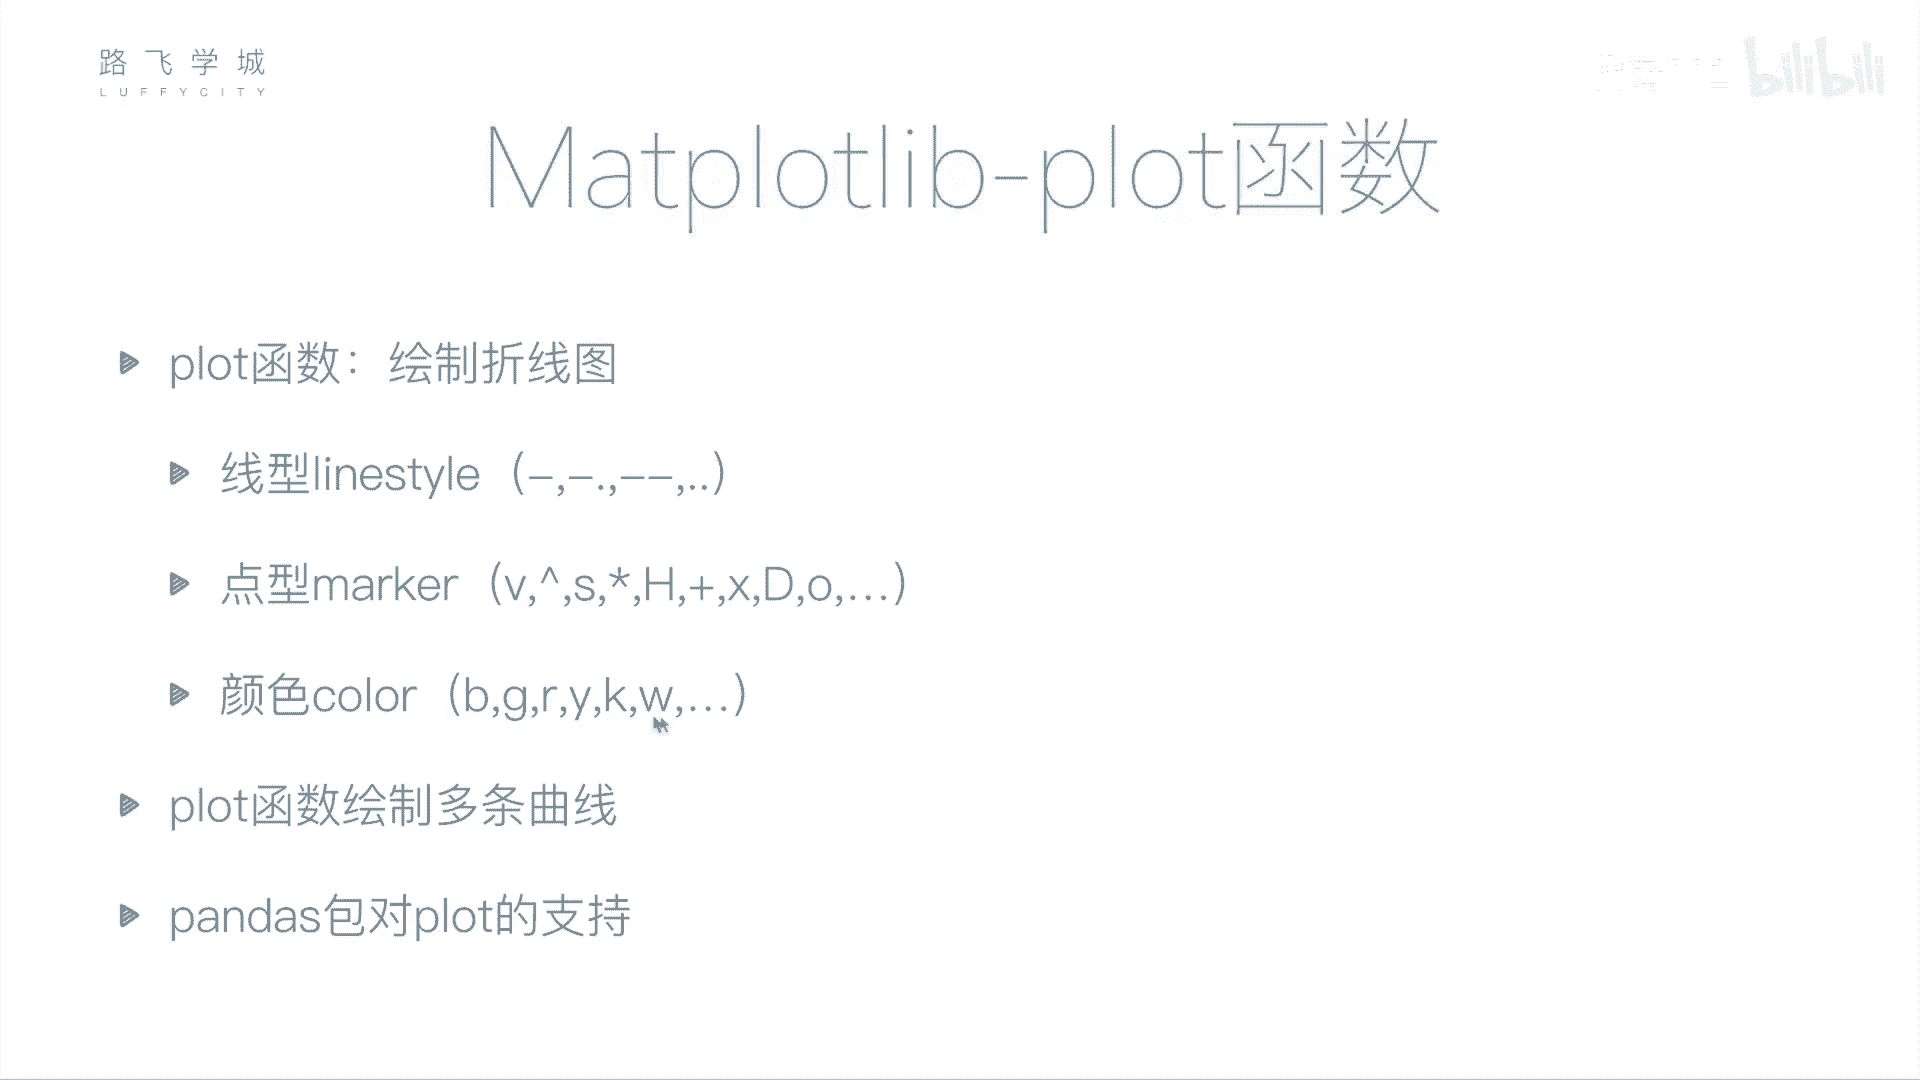 路飞学城
LUFFYCITY
bilibili
Matplotlib-plot函数
plot函数：绘制折线图
线型linestyle（-,-.,--,..）
点型marker（v,^,s,*,H,+,x,D,o,…）
颜色color（b,g,r,y,k,w,…）
plot函数绘制多条曲线
pandas包对plot的支持